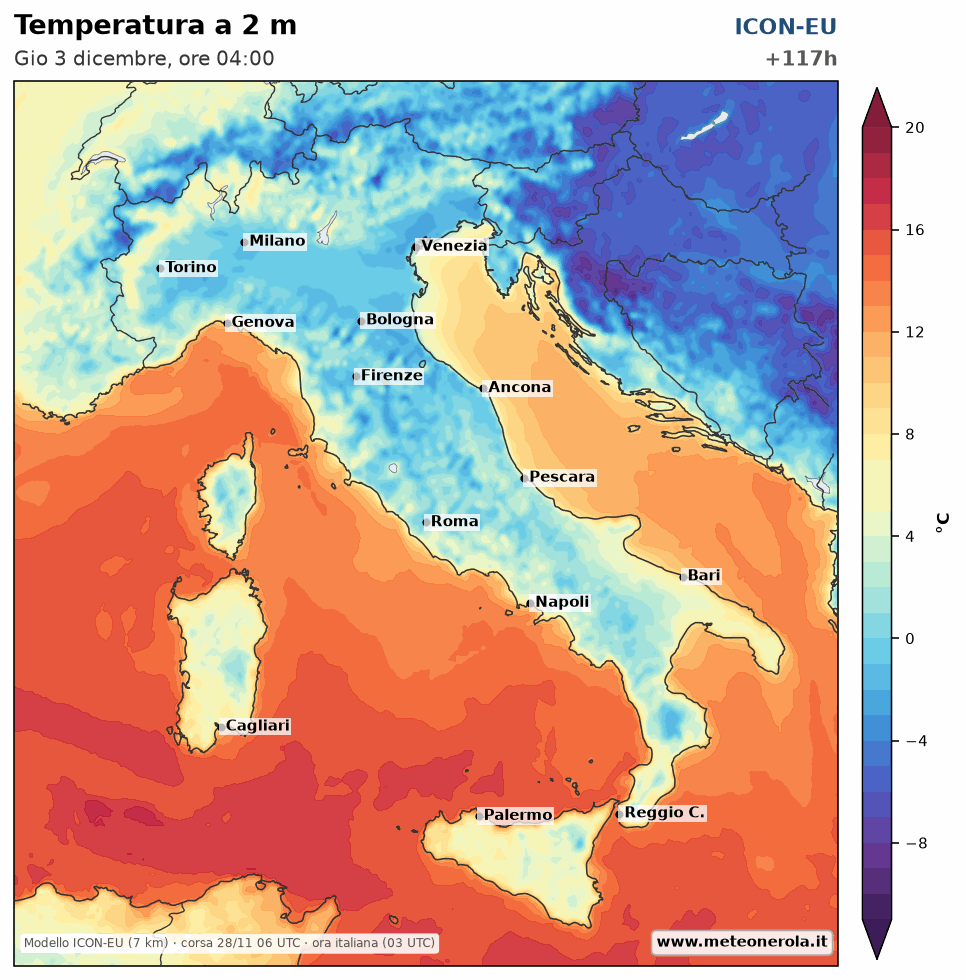 Temperatura a 2 m
ICON-EU
Gio 3 dicembre, ore 04:00
+117h
20
16
12
8
4
0
−4
−8
°C
Milano
Venezia
Torino
Genova
Bologna
Firenze
Ancona
Pescara
Roma
Bari
Napoli
Cagliari
Palermo
Reggio C.
Modello ICON-EU (7 km) · corsa 28/11 06 UTC · ora italiana (03 UTC)
www.meteonerola.it